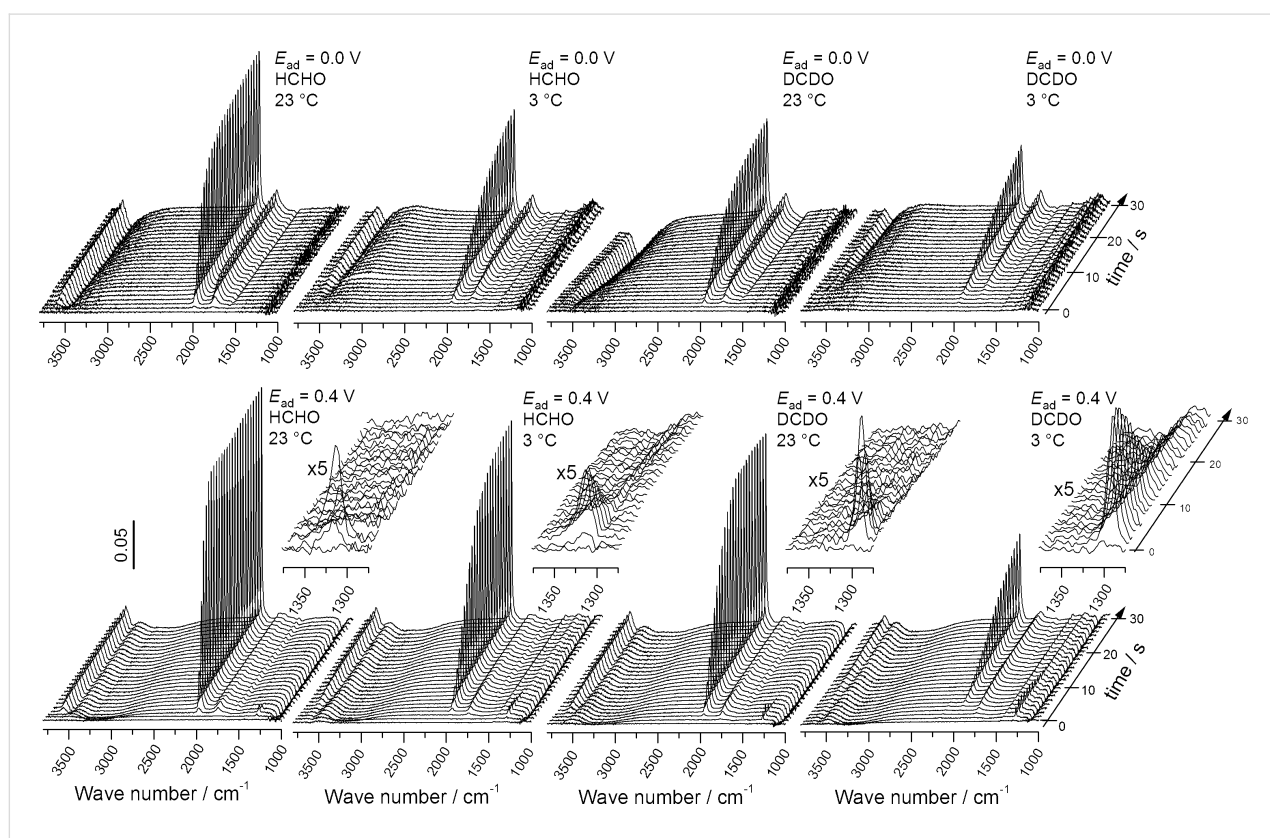 E_ad = 0.0 V
HCHO
23 °C
E_ad = 0.0 V
HCHO
3 °C
E_ad = 0.0 V
DCDO
23 °C
E_ad = 0.0 V
DCDO
3 °C
30
20
10
0
time / s
3500 3000 2500 2000 1500 1000
3500 3000 2500 2000 1500 1000
3500 3000 2500 2000 1500 1000
3500 3000 2500 2000 1500 1000
E_ad = 0.4 V
HCHO
23 °C
x5
E_ad = 0.4 V
HCHO
3 °C
x5
E_ad = 0.4 V
DCDO
23 °C
x5
E_ad = 0.4 V
DCDO
3 °C
x5
30
20
10
0
0.05
1350 1300
1350 1300
1350 1300
1350 1300
30
20
10
0
time / s
3500 3000 2500 2000 1500 1000
3500 3000 2500 2000 1500 1000
3500 3000 2500 2000 1500 1000
3500 3000 2500 2000 1500 1000
Wave number / cm⁻¹
Wave number / cm⁻¹
Wave number / cm⁻¹
Wave number / cm⁻¹